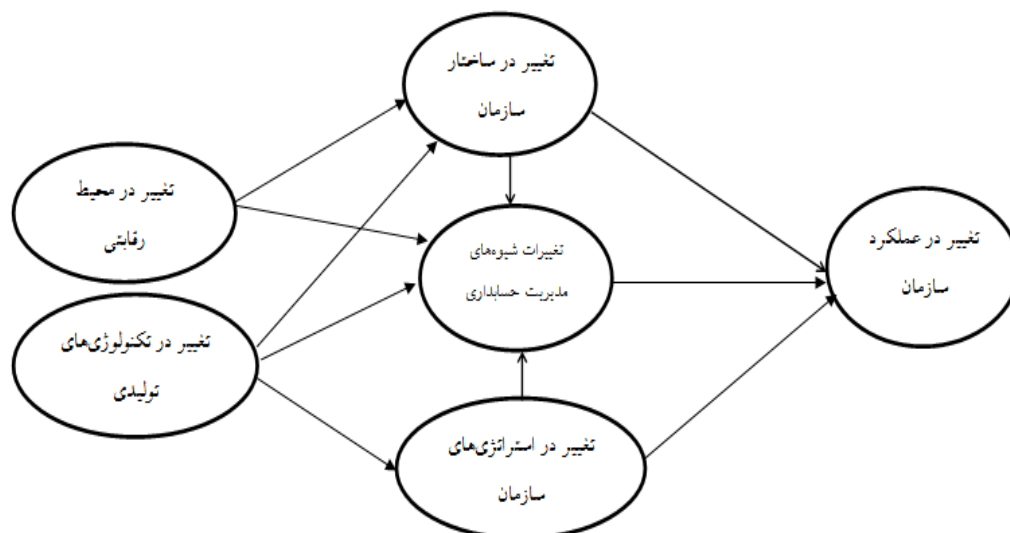 تغییر در ساختار
سازمان
تغییر در محیط
رقابتی
تغییرات شیوه‌های
مدیریت حسابداری
تغییر در عملکرد
سازمان
تغییر در تکنولوژی‌های
تولیدی
تغییر در استراتژی‌های
سازمان